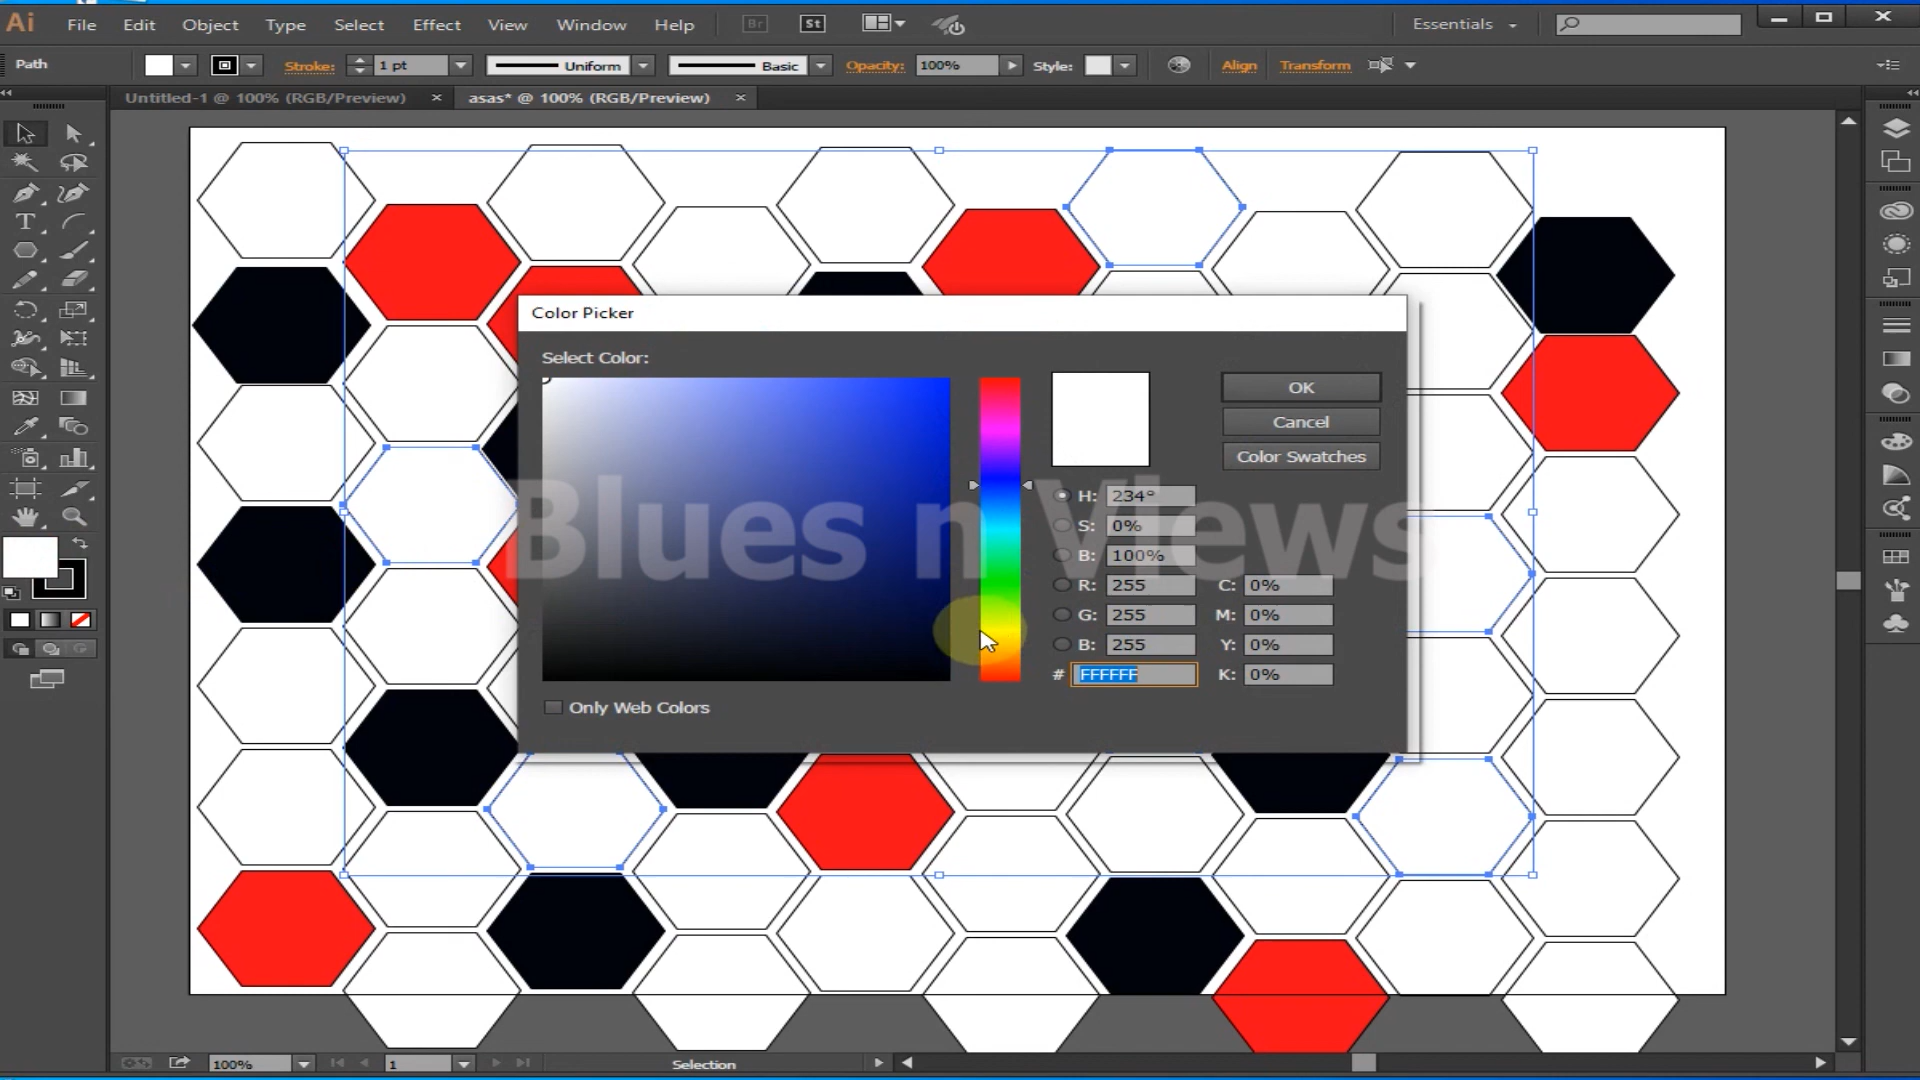 Ai File Edit Object Type Select Effect View Window Help Br St Essentials
Path Stroke: 1 pt Uniform Basic Opacity: 100% Style: Align Transform
Untitled-1 @ 100% (RGB/Preview) × asas* @ 100% (RGB/Preview) ×
Color Picker
Select Color:
OK
Cancel
Color Swatches
H: 234°
S: 0%
B: 100%
R: 255 C: 0%
G: 255 M: 0%
B: 255 Y: 0%
# FFFFFF K: 0%
Only Web Colors
Blues n Views
100% 1 Selection